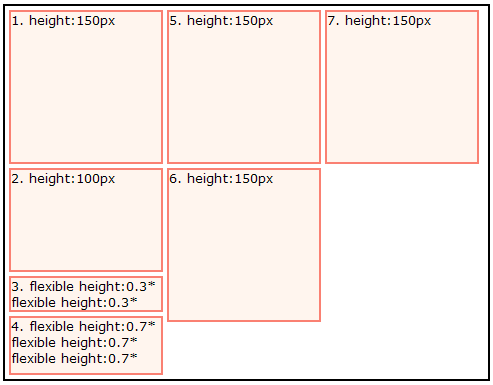 1. height:150px
2. height:100px
3. flexible height:0.3*
flexible height:0.3*
4. flexible height:0.7*
flexible height:0.7*
flexible height:0.7*
5. height:150px
6. height:150px
7. height:150px